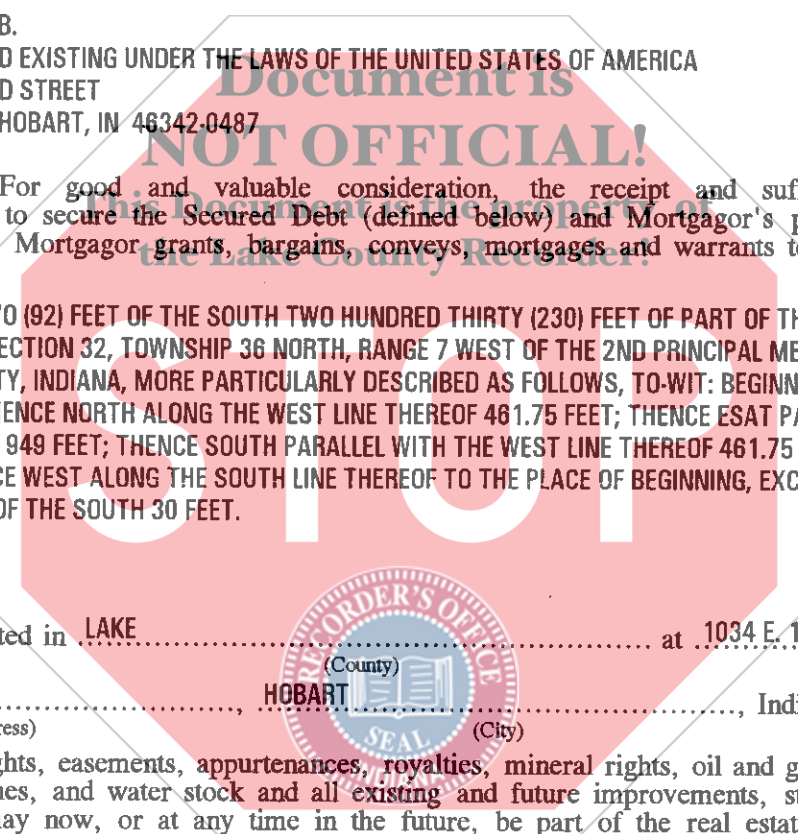 B.
D EXISTING UNDER THE LAWS OF THE UNITED STATES OF AMERICA
D STREET
HOBART, IN 46342-0487
Document is
NOT OFFICIAL!
This Document is the property of
the Lake County Recorder!
For good and valuable consideration, the receipt and suf
to secure the Secured Debt (defined below) and Mortgagor's p
Mortgagor grants, bargains, conveys, mortgages and warrants to
O (92) FEET OF THE SOUTH TWO HUNDRED THIRTY (230) FEET OF PART OF TH
ECTION 32, TOWNSHIP 36 NORTH, RANGE 7 WEST OF THE 2ND PRINCIPAL ME
TY, INDIANA, MORE PARTICULARLY DESCRIBED AS FOLLOWS, TO-WIT: BEGINN
ENCE NORTH ALONG THE WEST LINE THEREOF 461.75 FEET; THENCE ESAT PA
949 FEET; THENCE SOUTH PARALLEL WITH THE WEST LINE THEREOF 461.75
CE WEST ALONG THE SOUTH LINE THEREOF TO THE PLACE OF BEGINNING, EXC
OF THE SOUTH 30 FEET.
STOP
ted in LAKE at 1034 E. 1
(County)
HOBART, Indi
ress) (City)
RECORDER'S OFFICE
SEAL
INDIANA
ghts, easements, appurtenances, royalties, mineral rights, oil and g
nes, and water stock and all existing and future improvements, st
may now, or at any time in the future, be part of the real estat